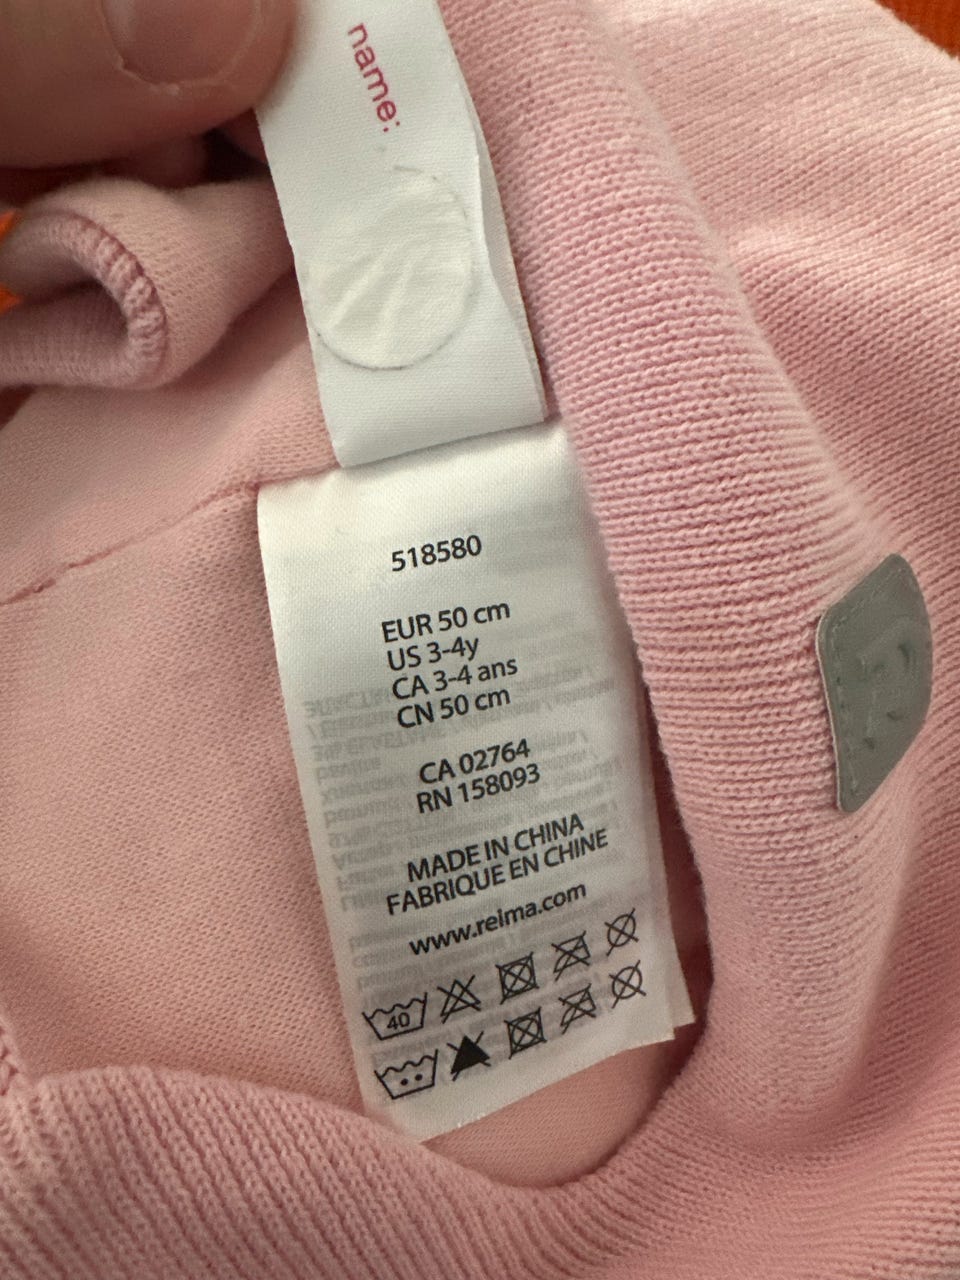 name:
518580
EUR 50 cm
US 3-4y
CA 3-4 ans
CN 50 cm
CA 02764
RN 158093
MADE IN CHINA
FABRIQUE EN CHINE
www.reima.com
40